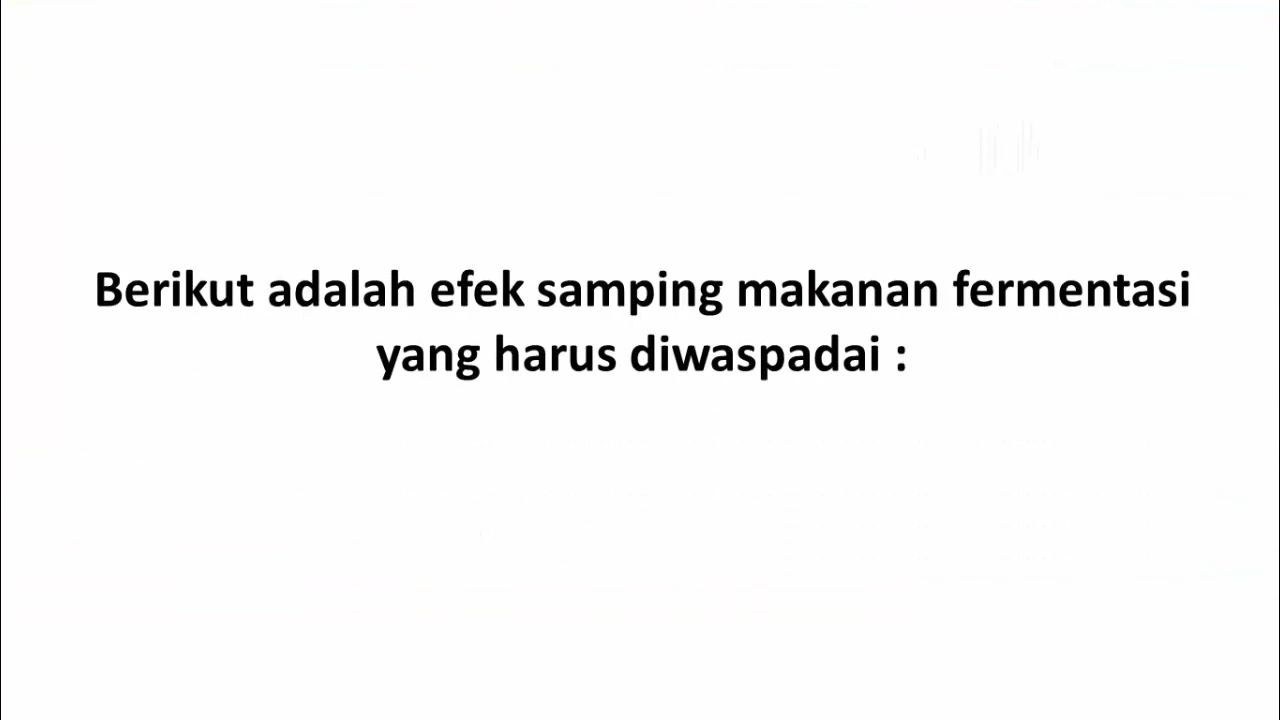 Berikut adalah efek samping makanan fermentasi
yang harus diwaspadai :